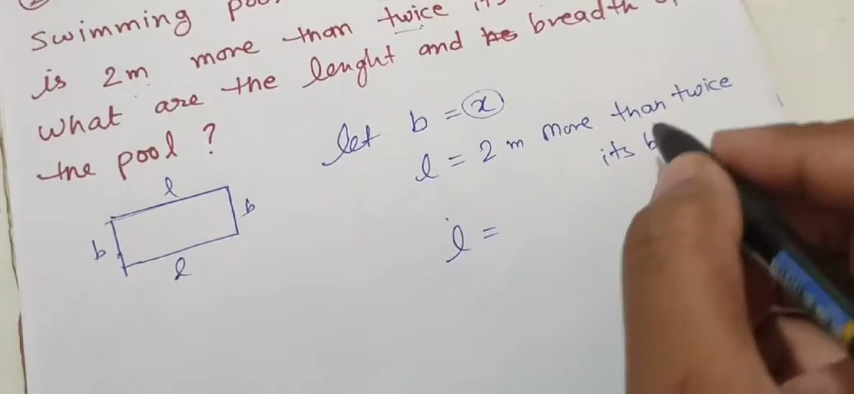 swimming
is 2m more than twice
what are the lenght and breadth
the pool ?
let b = x
l = 2 m more than twice
its b
l =
l
b
b
l